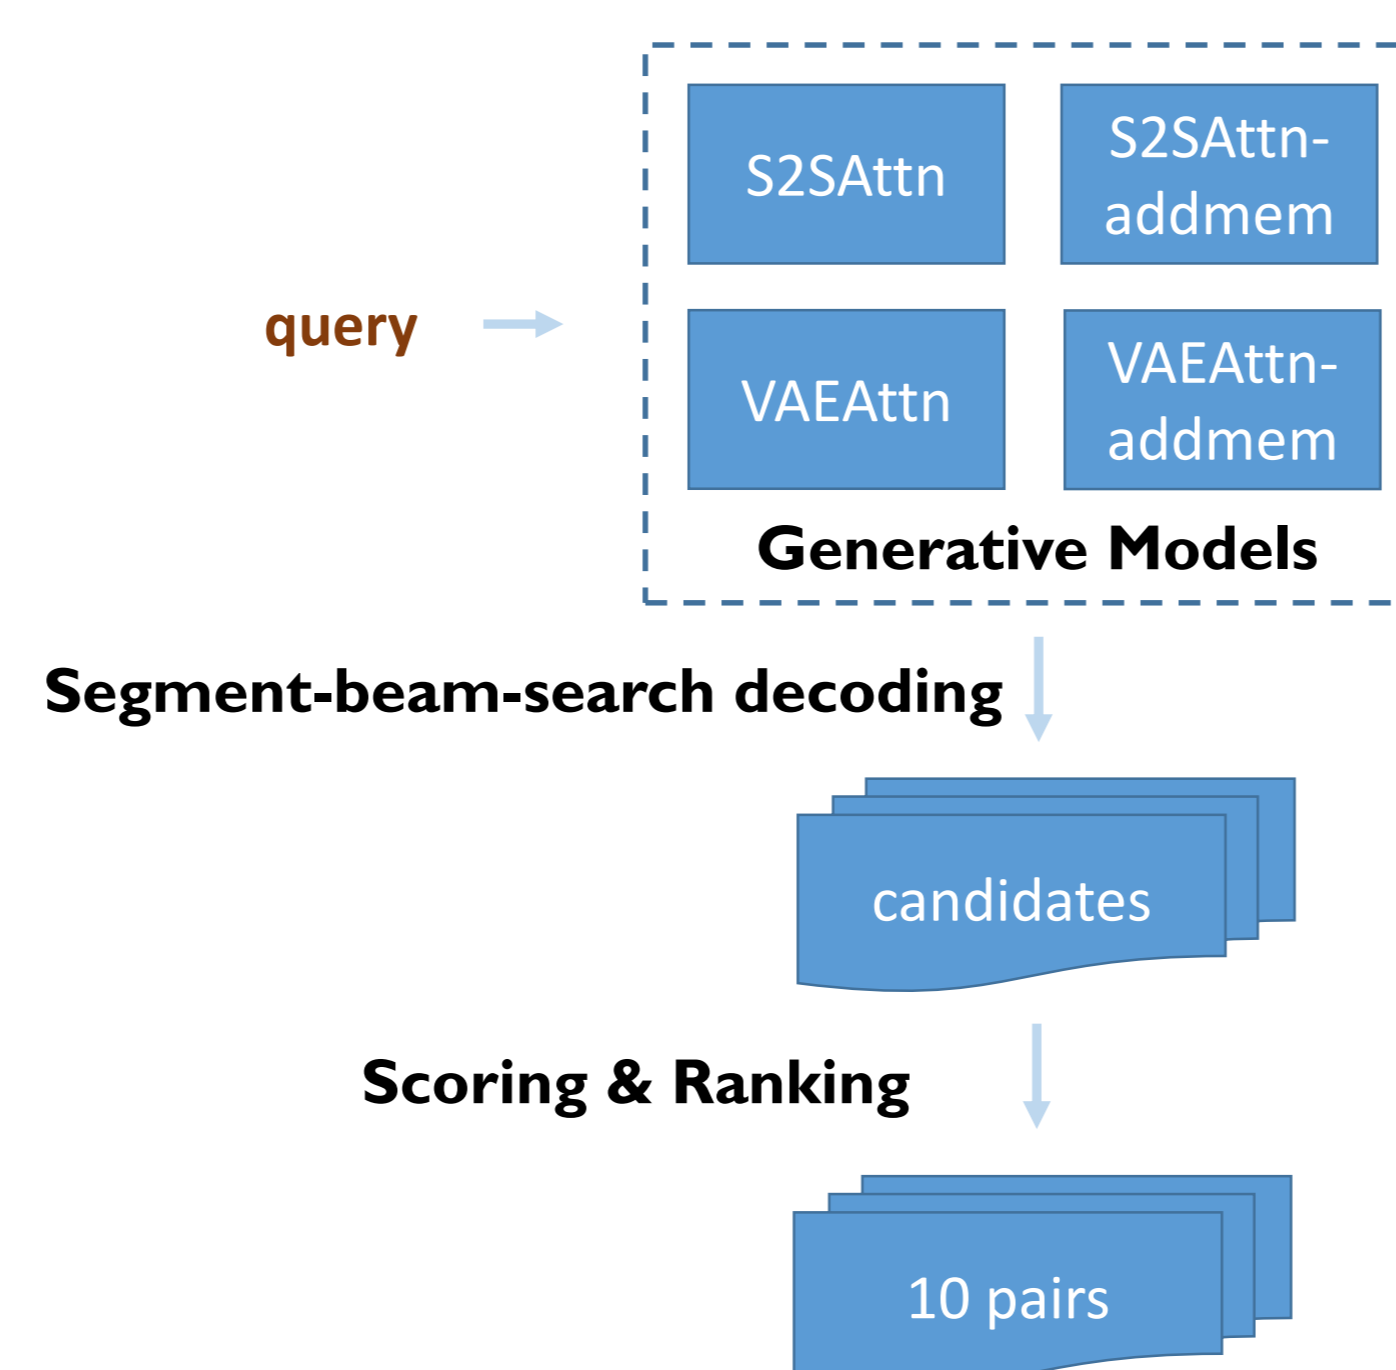 S2SAttn
S2SAttn-
addmem
query
VAEAttn
VAEAttn-
addmem
Generative Models
Segment-beam-search decoding
candidates
Scoring & Ranking
10 pairs